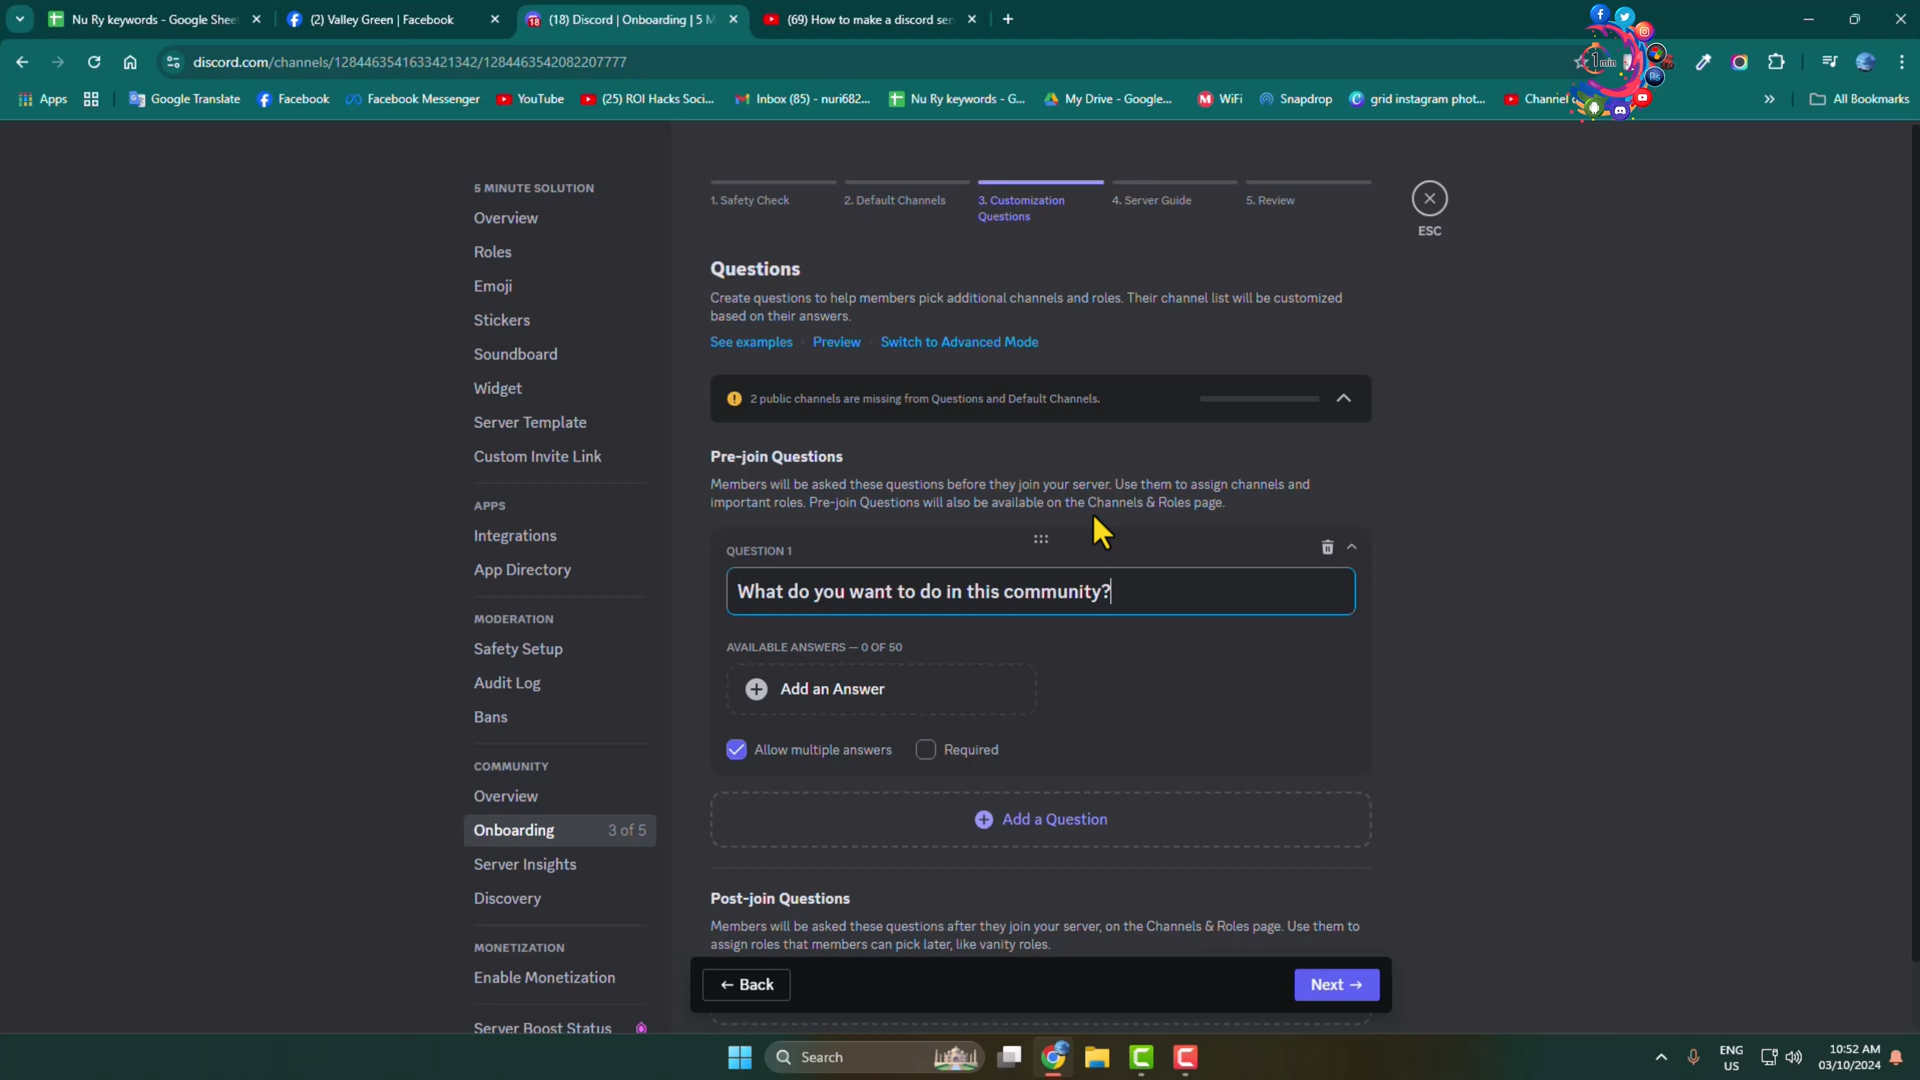 Nu Ry keywords - Google Shee
(2) Valley Green | Facebook
18
(18) Discord | Onboarding | 5 M
(69) How to make a discord ser
discord.com/channels/1284463541633421342/1284463542082207777
1min
Apps
Google Translate
Facebook
Facebook Messenger
YouTube
(25) ROI Hacks Soci...
Inbox (85) - nuri682...
Nu Ry keywords - G...
My Drive - Google...
WiFi
Snapdrop
grid instagram phot...
Channel
All Bookmarks
5 MINUTE SOLUTION
Overview
Roles
Emoji
Stickers
Soundboard
Widget
Server Template
Custom Invite Link
APPS
Integrations
App Directory
MODERATION
Safety Setup
Audit Log
Bans
COMMUNITY
Overview
Onboarding 3 of 5
Server Insights
Discovery
MONETIZATION
Enable Monetization
Server Boost Status
1. Safety Check
2. Default Channels
3. Customization
Questions
4. Server Guide
5. Review
ESC
Questions
Create questions to help members pick additional channels and roles. Their channel list will be customized
based on their answers.
See examples Preview Switch to Advanced Mode
2 public channels are missing from Questions and Default Channels.
Pre-join Questions
Members will be asked these questions before they join your server. Use them to assign channels and
important roles. Pre-join Questions will also be available on the Channels & Roles page.
QUESTION 1
What do you want to do in this community?
AVAILABLE ANSWERS — 0 OF 50
Add an Answer
Allow multiple answers
Required
Add a Question
Post-join Questions
Members will be asked these questions after they join your server, on the Channels & Roles page. Use them to
assign roles that members can pick later, like vanity roles.
← Back
Next →
Search
ENG
US
10:52 AM
03/10/2024